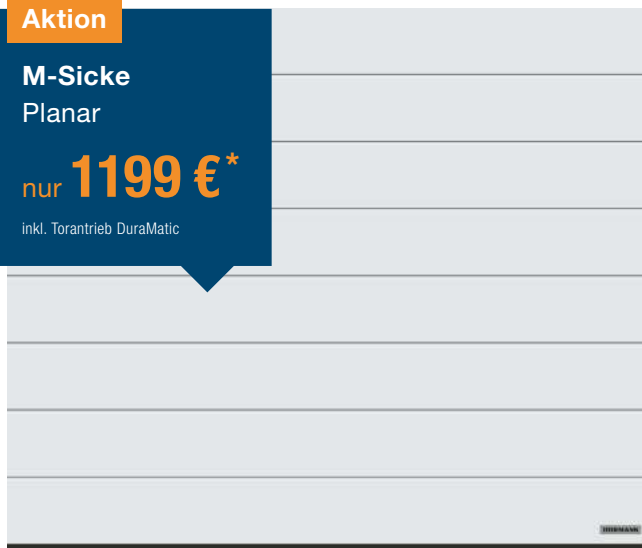 Aktion
M-Sicke
Planar
nur 1199 €*
inkl. Torantrieb DuraMatic